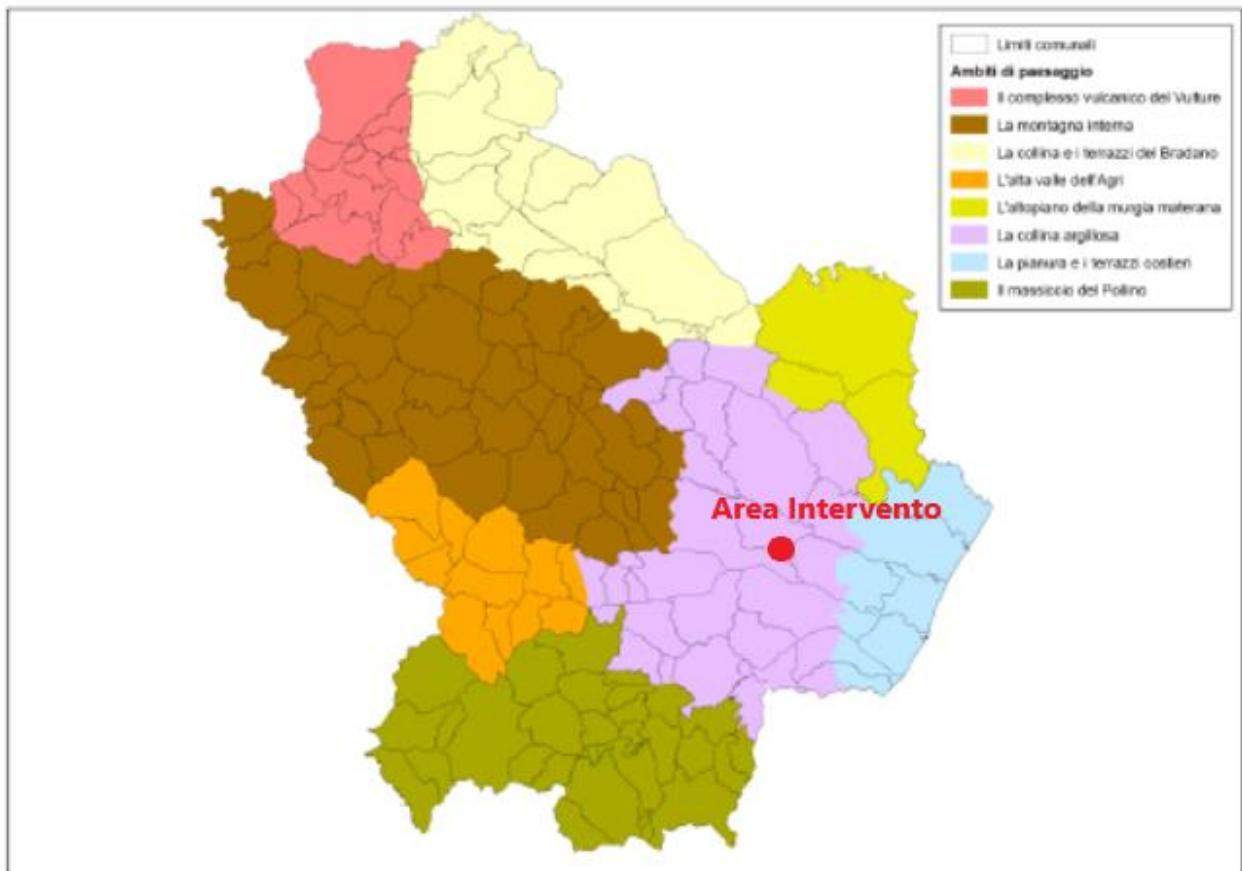 Limiti comunali
Ambiti di paesaggio
Il complesso vulcanico del Vulture
La montagna interna
La collina e i terrazzi del Bradano
L'alta valle dell'Agri
L'altopiano della murgia materana
La collina argillosa
La pianura e i terrazzi costieri
Il massiccio del Pollino
Area Intervento